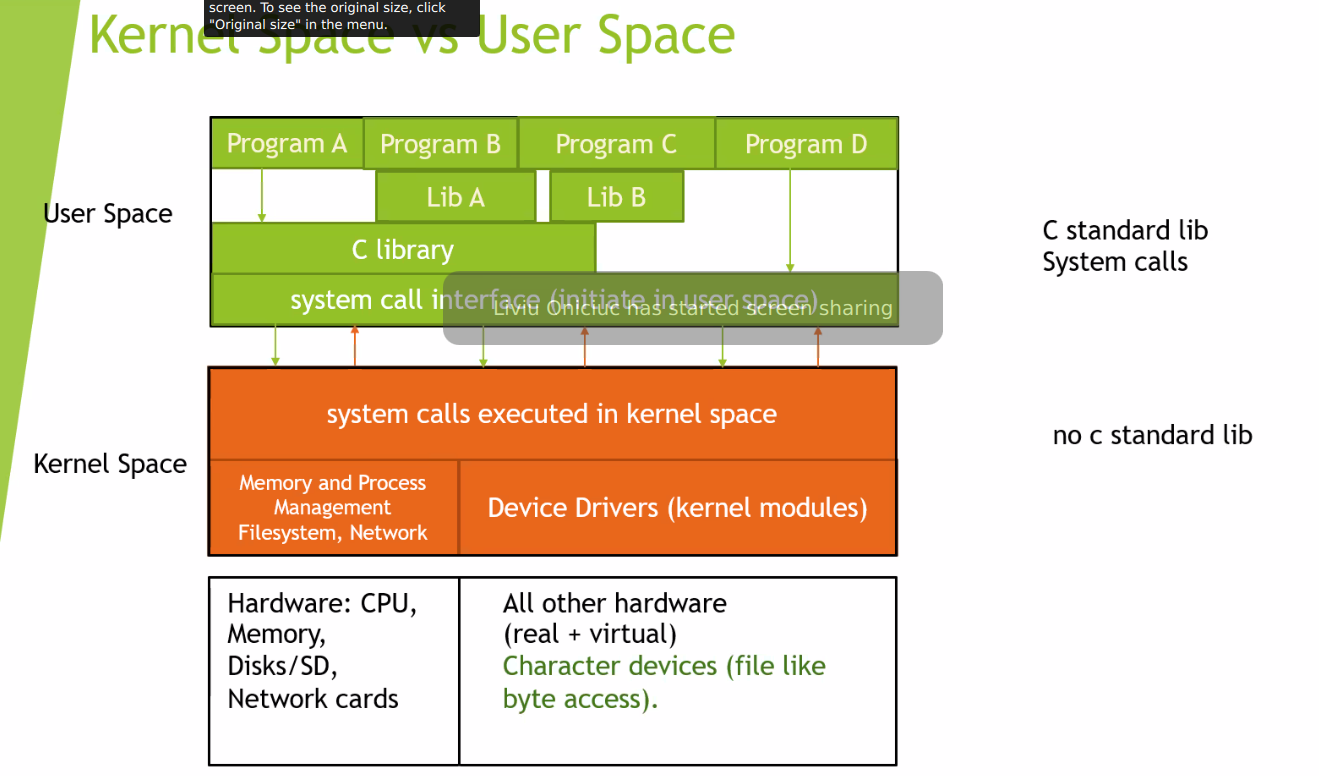 screen. To see the original size, click
"Original size" in the menu.
Kernel Space vs User Space
Program A
Program B
Program C
Program D
Lib A
Lib B
User Space
C library
C standard lib
System calls
system call interface (initiate in user space)
Liviu Oniciuc has started screen sharing
system calls executed in kernel space
no c standard lib
Kernel Space
Memory and Process
Management
Filesystem, Network
Device Drivers (kernel modules)
Hardware: CPU,
Memory,
Disks/SD,
Network cards
All other hardware
(real + virtual)
Character devices (file like
byte access).